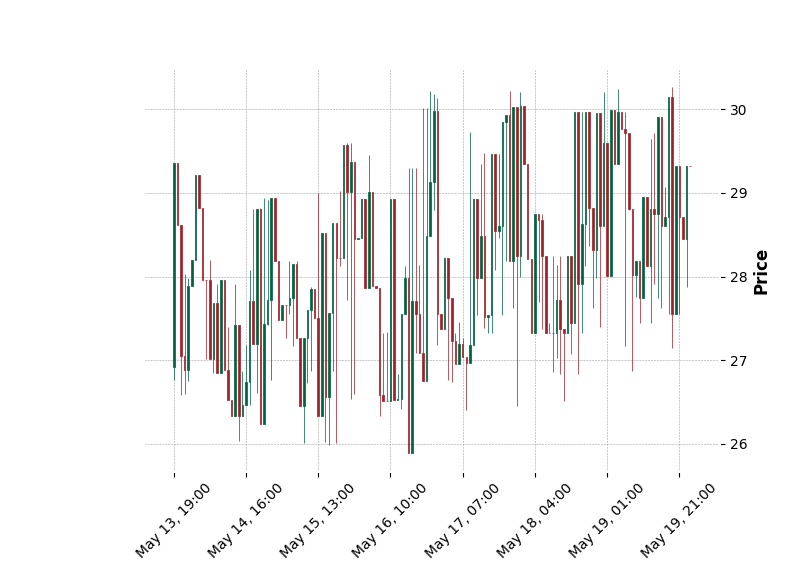 30
29
28
27
26
Price
May 13, 19:00
May 14, 16:00
May 15, 13:00
May 16, 10:00
May 17, 07:00
May 18, 04:00
May 19, 01:00
May 19, 21:00